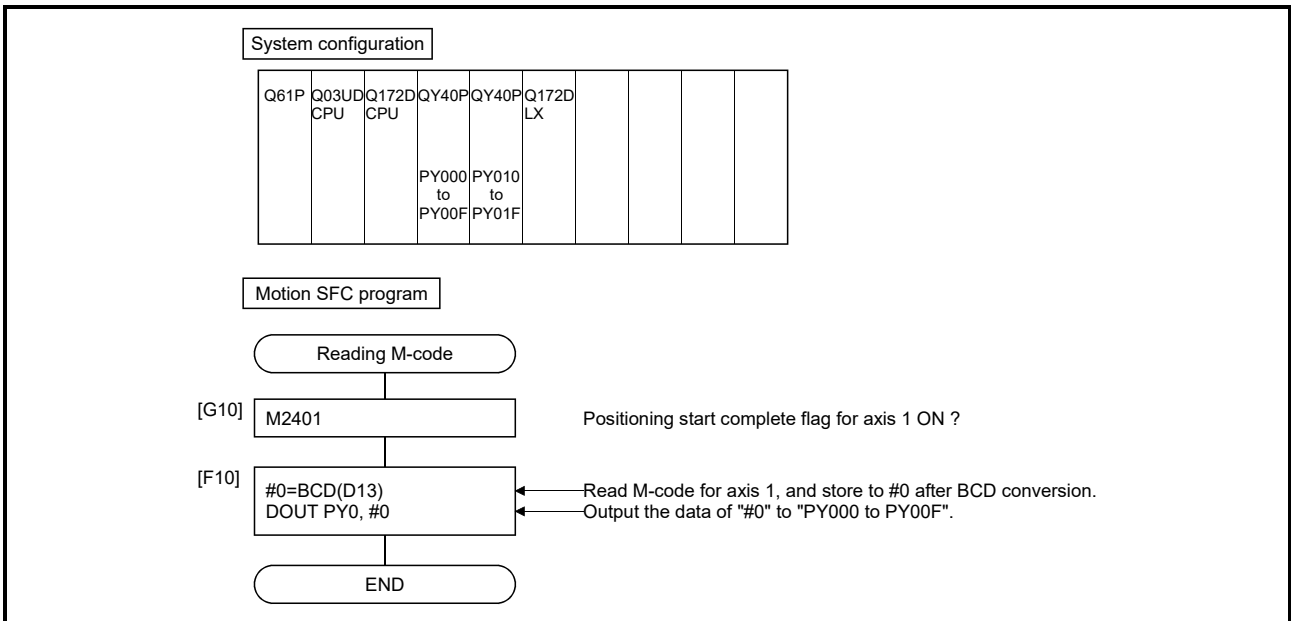 System configuration
Q61P Q03UD Q172D QY40P QY40P Q172D
CPU CPU LX
PY000 PY010
to to
PY00F PY01F
Motion SFC program
Reading M-code
[G10] M2401 Positioning start complete flag for axis 1 ON ?
[F10]
#0=BCD(D13) Read M-code for axis 1, and store to #0 after BCD conversion.
DOUT PY0, #0 Output the data of "#0" to "PY000 to PY00F".
END